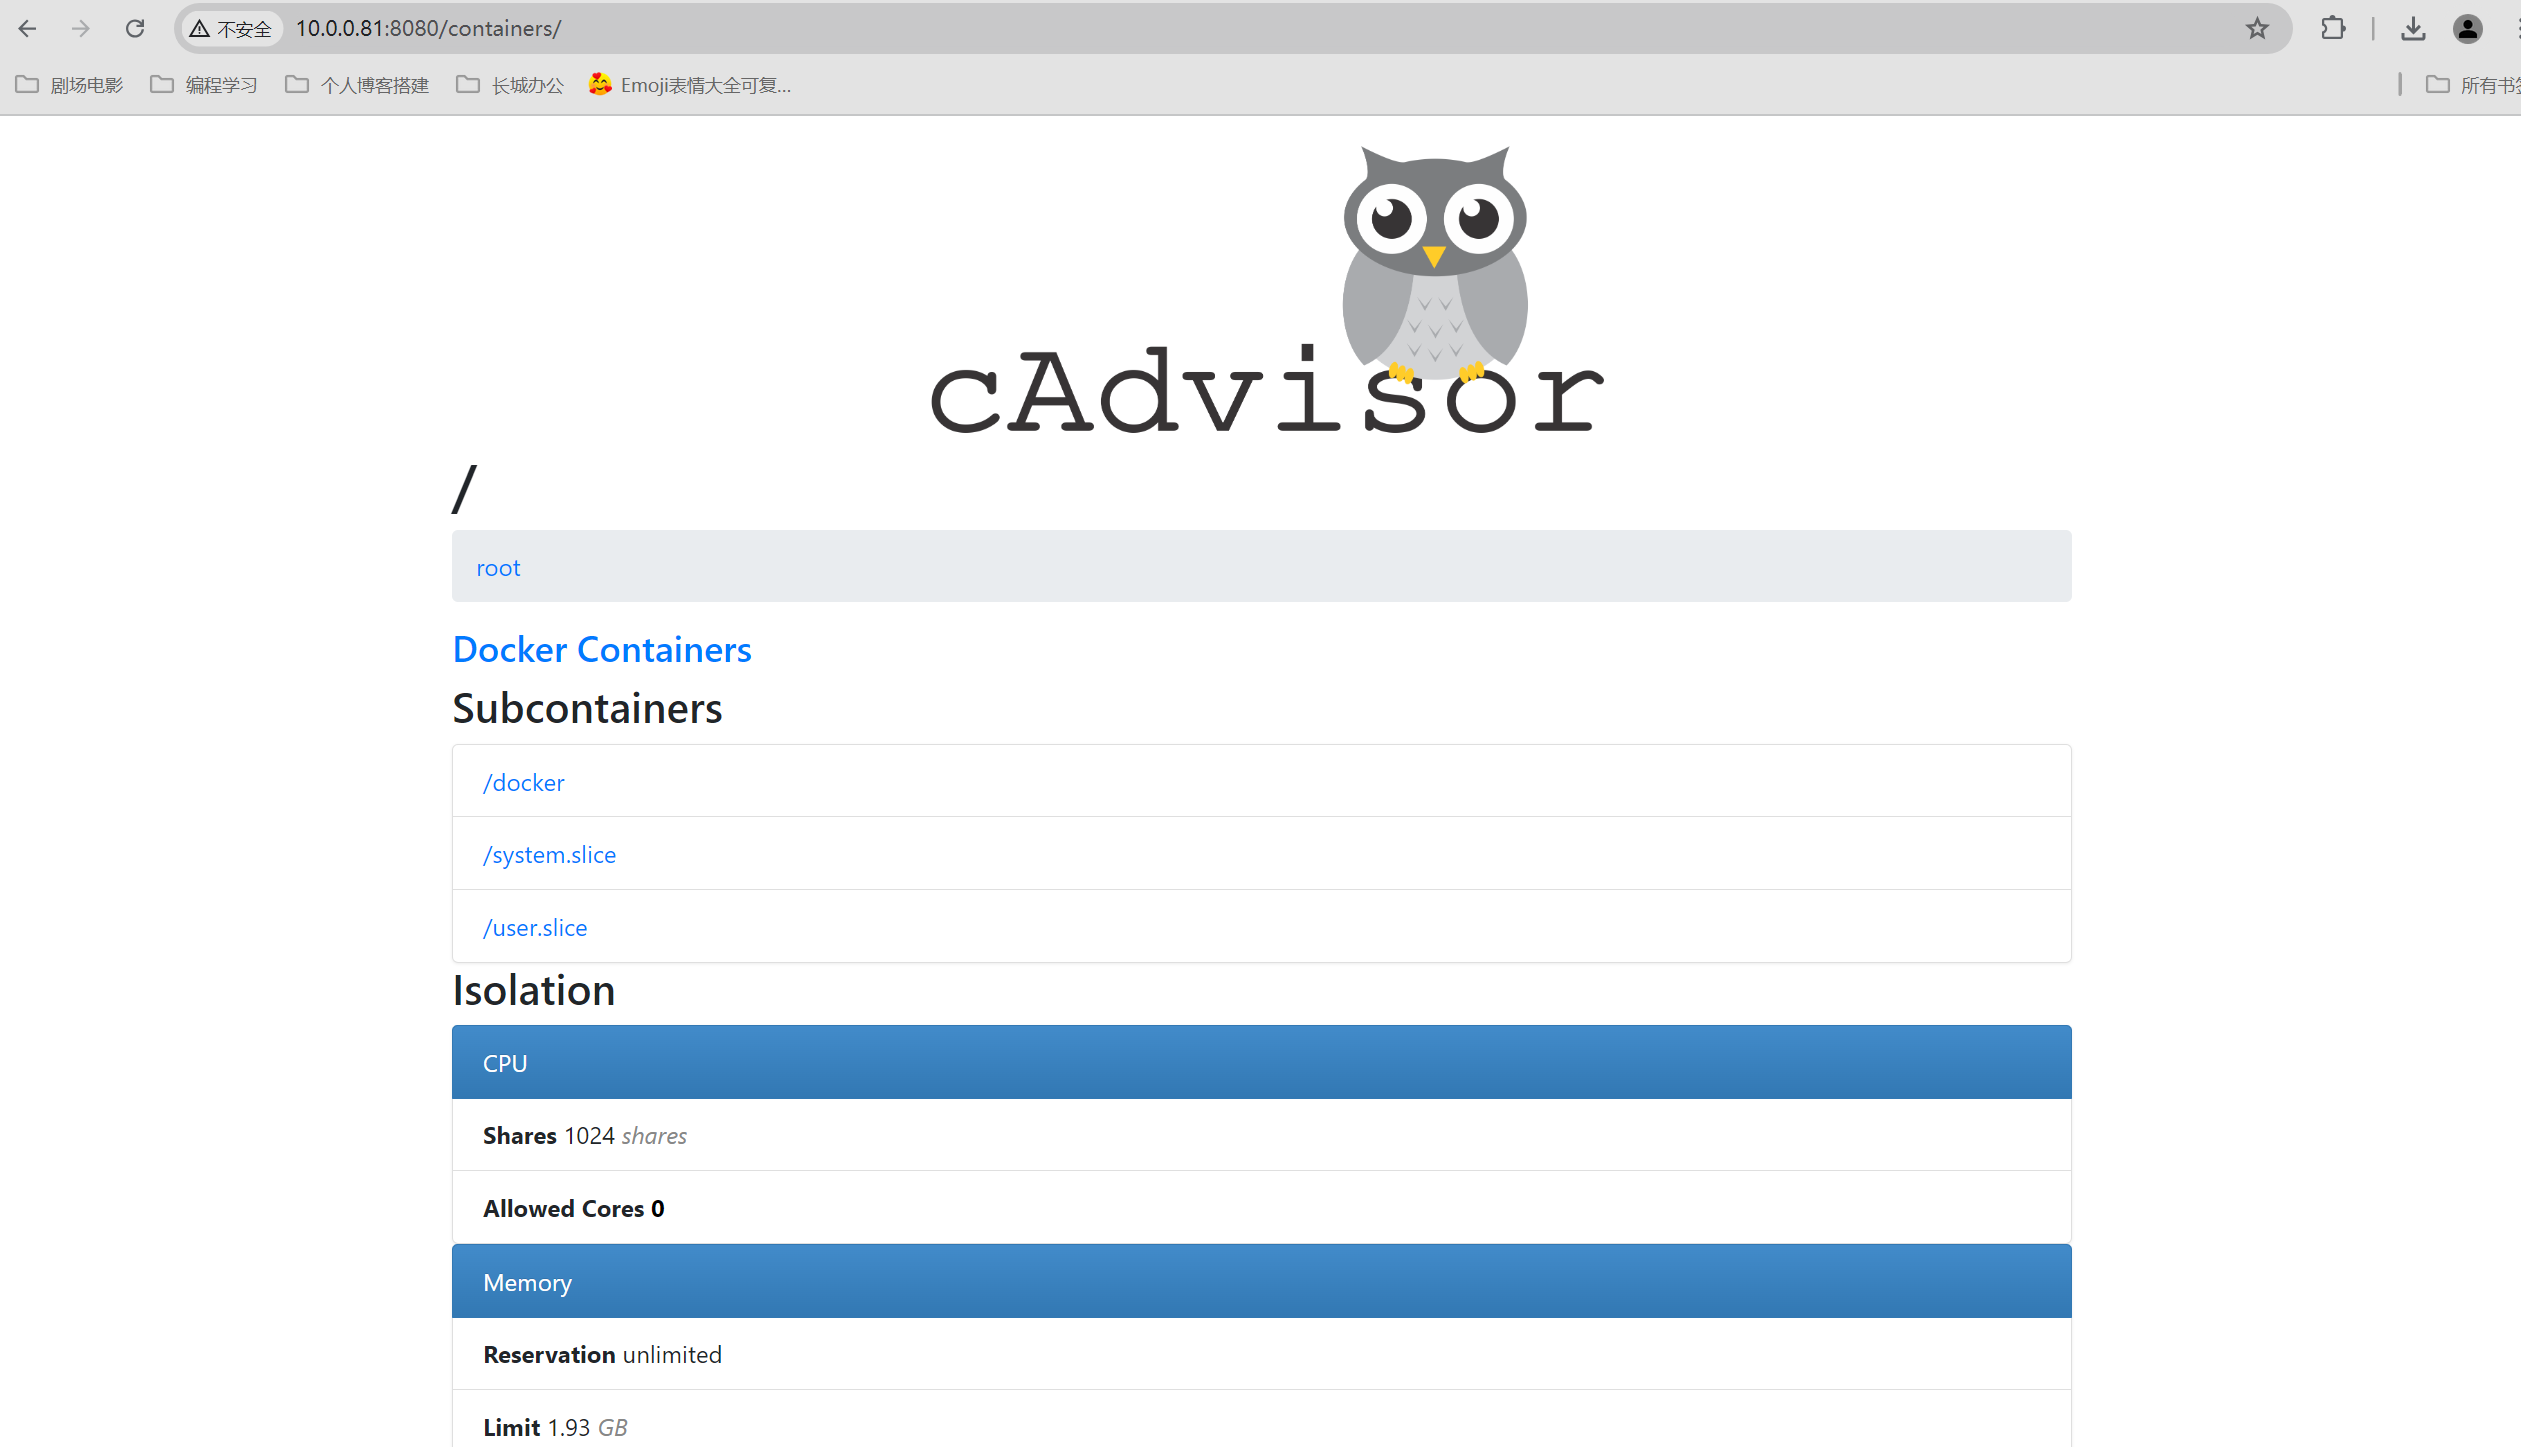 不安全 10.0.0.81:8080/containers/
剧场电影 编程学习 个人博客搭建 长城办公 Emoji表情大全可复... 所有书签
cAdvisor
/
root
Docker Containers
Subcontainers
/docker
/system.slice
/user.slice
Isolation
CPU
Shares 1024 shares
Allowed Cores 0
Memory
Reservation unlimited
Limit 1.93 GB